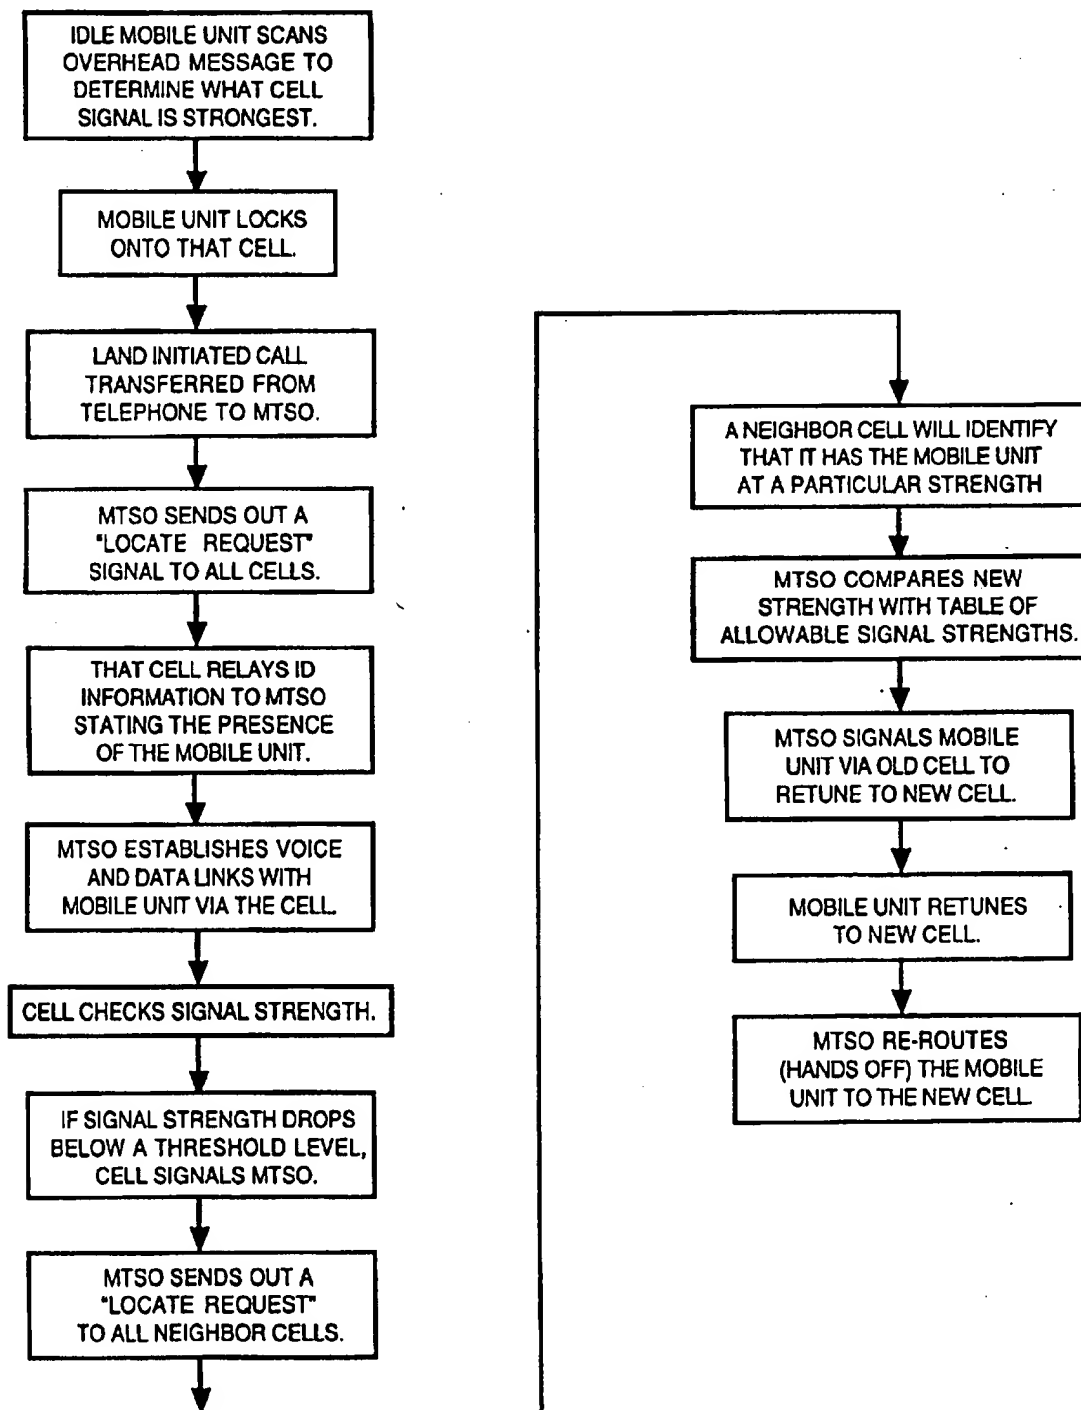 IDLE MOBILE UNIT SCANS
OVERHEAD MESSAGE TO
DETERMINE WHAT CELL
SIGNAL IS STRONGEST.
MOBILE UNIT LOCKS
ONTO THAT CELL.
LAND INITIATED CALL
TRANSFERRED FROM
TELEPHONE TO MTSO.
MTSO SENDS OUT A
"LOCATE REQUEST"
SIGNAL TO ALL CELLS.
THAT CELL RELAYS ID
INFORMATION TO MTSO
STATING THE PRESENCE
OF THE MOBILE UNIT.
MTSO ESTABLISHES VOICE
AND DATA LINKS WITH
MOBILE UNIT VIA THE CELL.
CELL CHECKS SIGNAL STRENGTH.
IF SIGNAL STRENGTH DROPS
BELOW A THRESHOLD LEVEL,
CELL SIGNALS MTSO.
MTSO SENDS OUT A
"LOCATE REQUEST"
TO ALL NEIGHBOR CELLS.
A NEIGHBOR CELL WILL IDENTIFY
THAT IT HAS THE MOBILE UNIT
AT A PARTICULAR STRENGTH
MTSO COMPARES NEW
STRENGTH WITH TABLE OF
ALLOWABLE SIGNAL STRENGTHS.
MTSO SIGNALS MOBILE
UNIT VIA OLD CELL TO
RETUNE TO NEW CELL.
MOBILE UNIT RETUNES
TO NEW CELL.
MTSO RE-ROUTES
(HANDS OFF) THE MOBILE
UNIT TO THE NEW CELL.